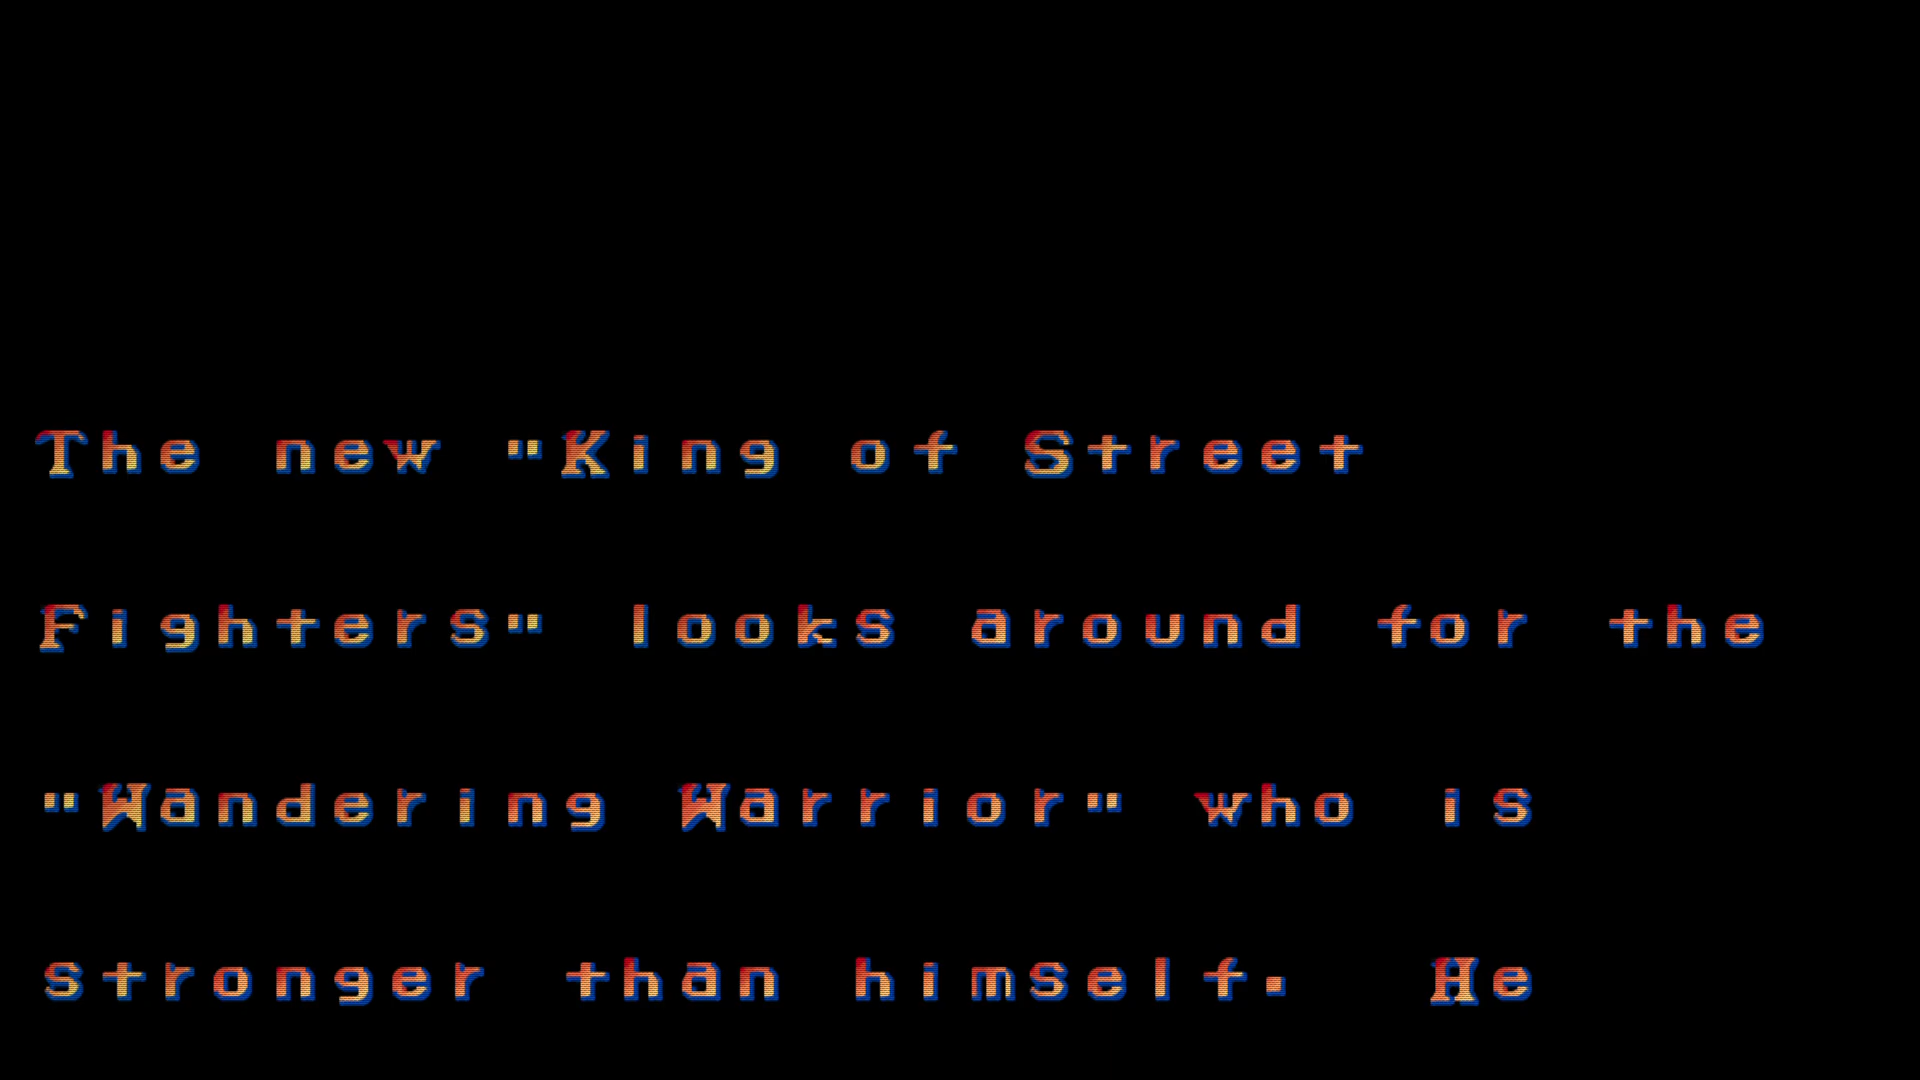 The new "King of Street
Fighters" looks around for the
"Wandering Warrior" who is
stronger than himself.  He